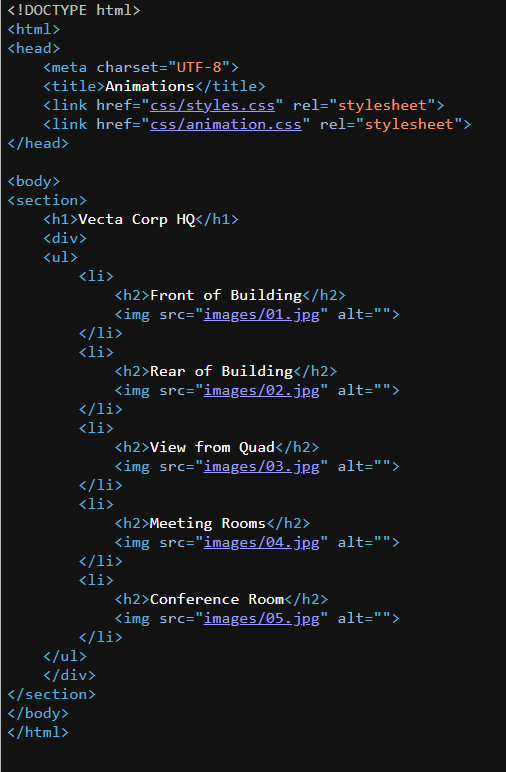 <!DOCTYPE html>
<html>
<head>
    <meta charset="UTF-8">
    <title>Animations</title>
    <link href="css/styles.css" rel="stylesheet">
    <link href="css/animation.css" rel="stylesheet">
</head>

<body>
<section>
    <h1>Vecta Corp HQ</h1>
    <div>
    <ul>
        <li>
            <h2>Front of Building</h2>
            <img src="images/01.jpg" alt="">
        </li>
        <li>
            <h2>Rear of Building</h2>
            <img src="images/02.jpg" alt="">
        </li>
        <li>
            <h2>View from Quad</h2>
            <img src="images/03.jpg" alt="">
        </li>
        <li>
            <h2>Meeting Rooms</h2>
            <img src="images/04.jpg" alt="">
        </li>
        <li>
            <h2>Conference Room</h2>
            <img src="images/05.jpg" alt="">
        </li>
    </ul>
    </div>
</section>
</body>
</html>